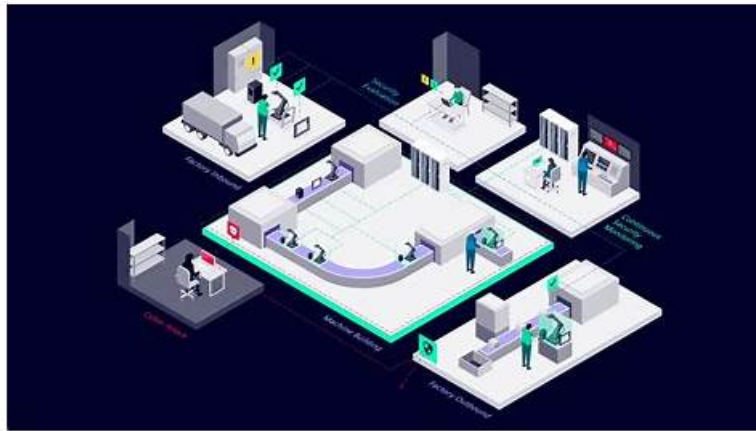 Security
Evaluation
Factory Inbound
Continuous
Security
Monitoring
Cyber Attack
Machine Building
Factory Outbound